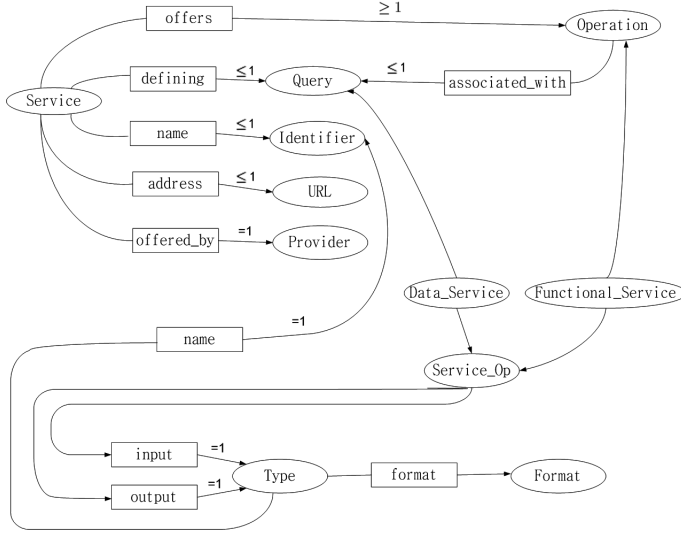 offers
≥1
Operation
defining
≤1
Query
≤1
associated_with
Service
name
≤1
Identifier
address
≤1
URL
offered_by
=1
Provider
Data_Service
Functional_Service
name
=1
Service_Op
input
=1
Type
format
Format
output
=1